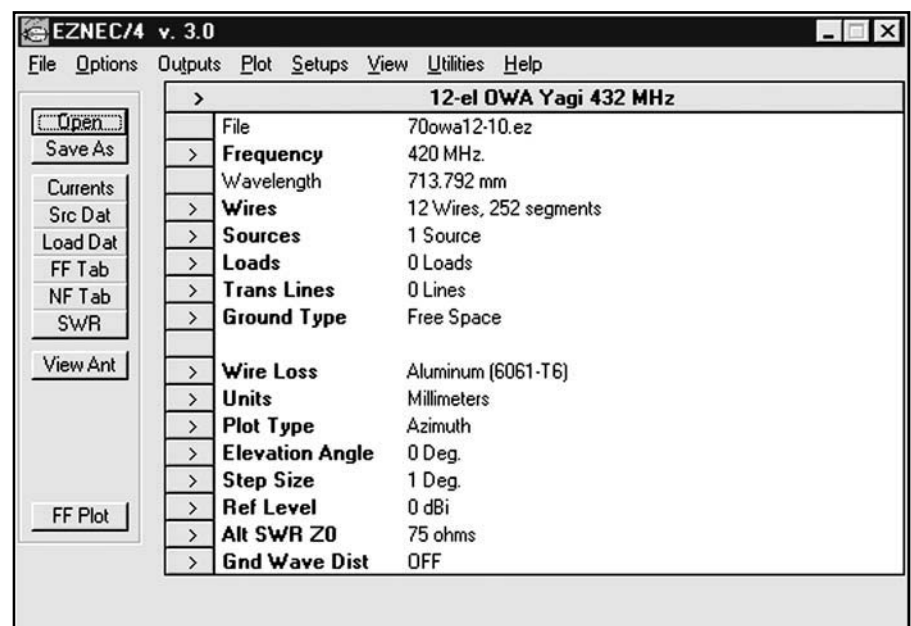 EZNEC/4 v. 3.0
File Options Outputs Plot Setups View Utilities Help
Open
Save As
Currents
Src Dat
Load Dat
FF Tab
NF Tab
SWR
View Ant
FF Plot
> 12-el OWA Yagi 432 MHz
File 70owa12-10.ez
> Frequency 420 MHz.
Wavelength 713.792 mm
> Wires 12 Wires, 252 segments
> Sources 1 Source
> Loads 0 Loads
> Trans Lines 0 Lines
> Ground Type Free Space
> Wire Loss Aluminum (6061-T6)
> Units Millimeters
> Plot Type Azimuth
> Elevation Angle 0 Deg.
> Step Size 1 Deg.
> Ref Level 0 dBi
> Alt SWR Z0 75 ohms
> Gnd Wave Dist OFF